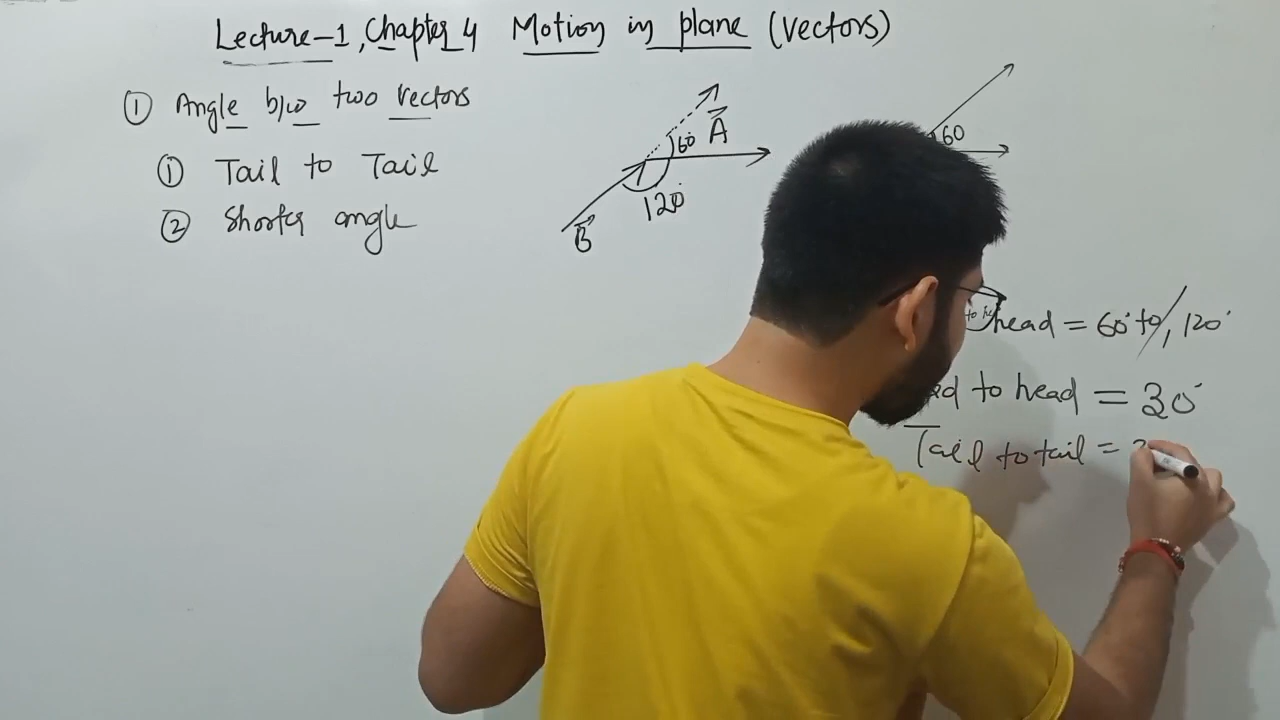 Lecture-1, Chapter 4 Motion in plane (vectors)
① Angle b/w two vectors
① Tail to Tail
② Shorter angle
60° A
120°
B
60
to head = 60° to/, 120°
to head = 30°
Tail to tail =